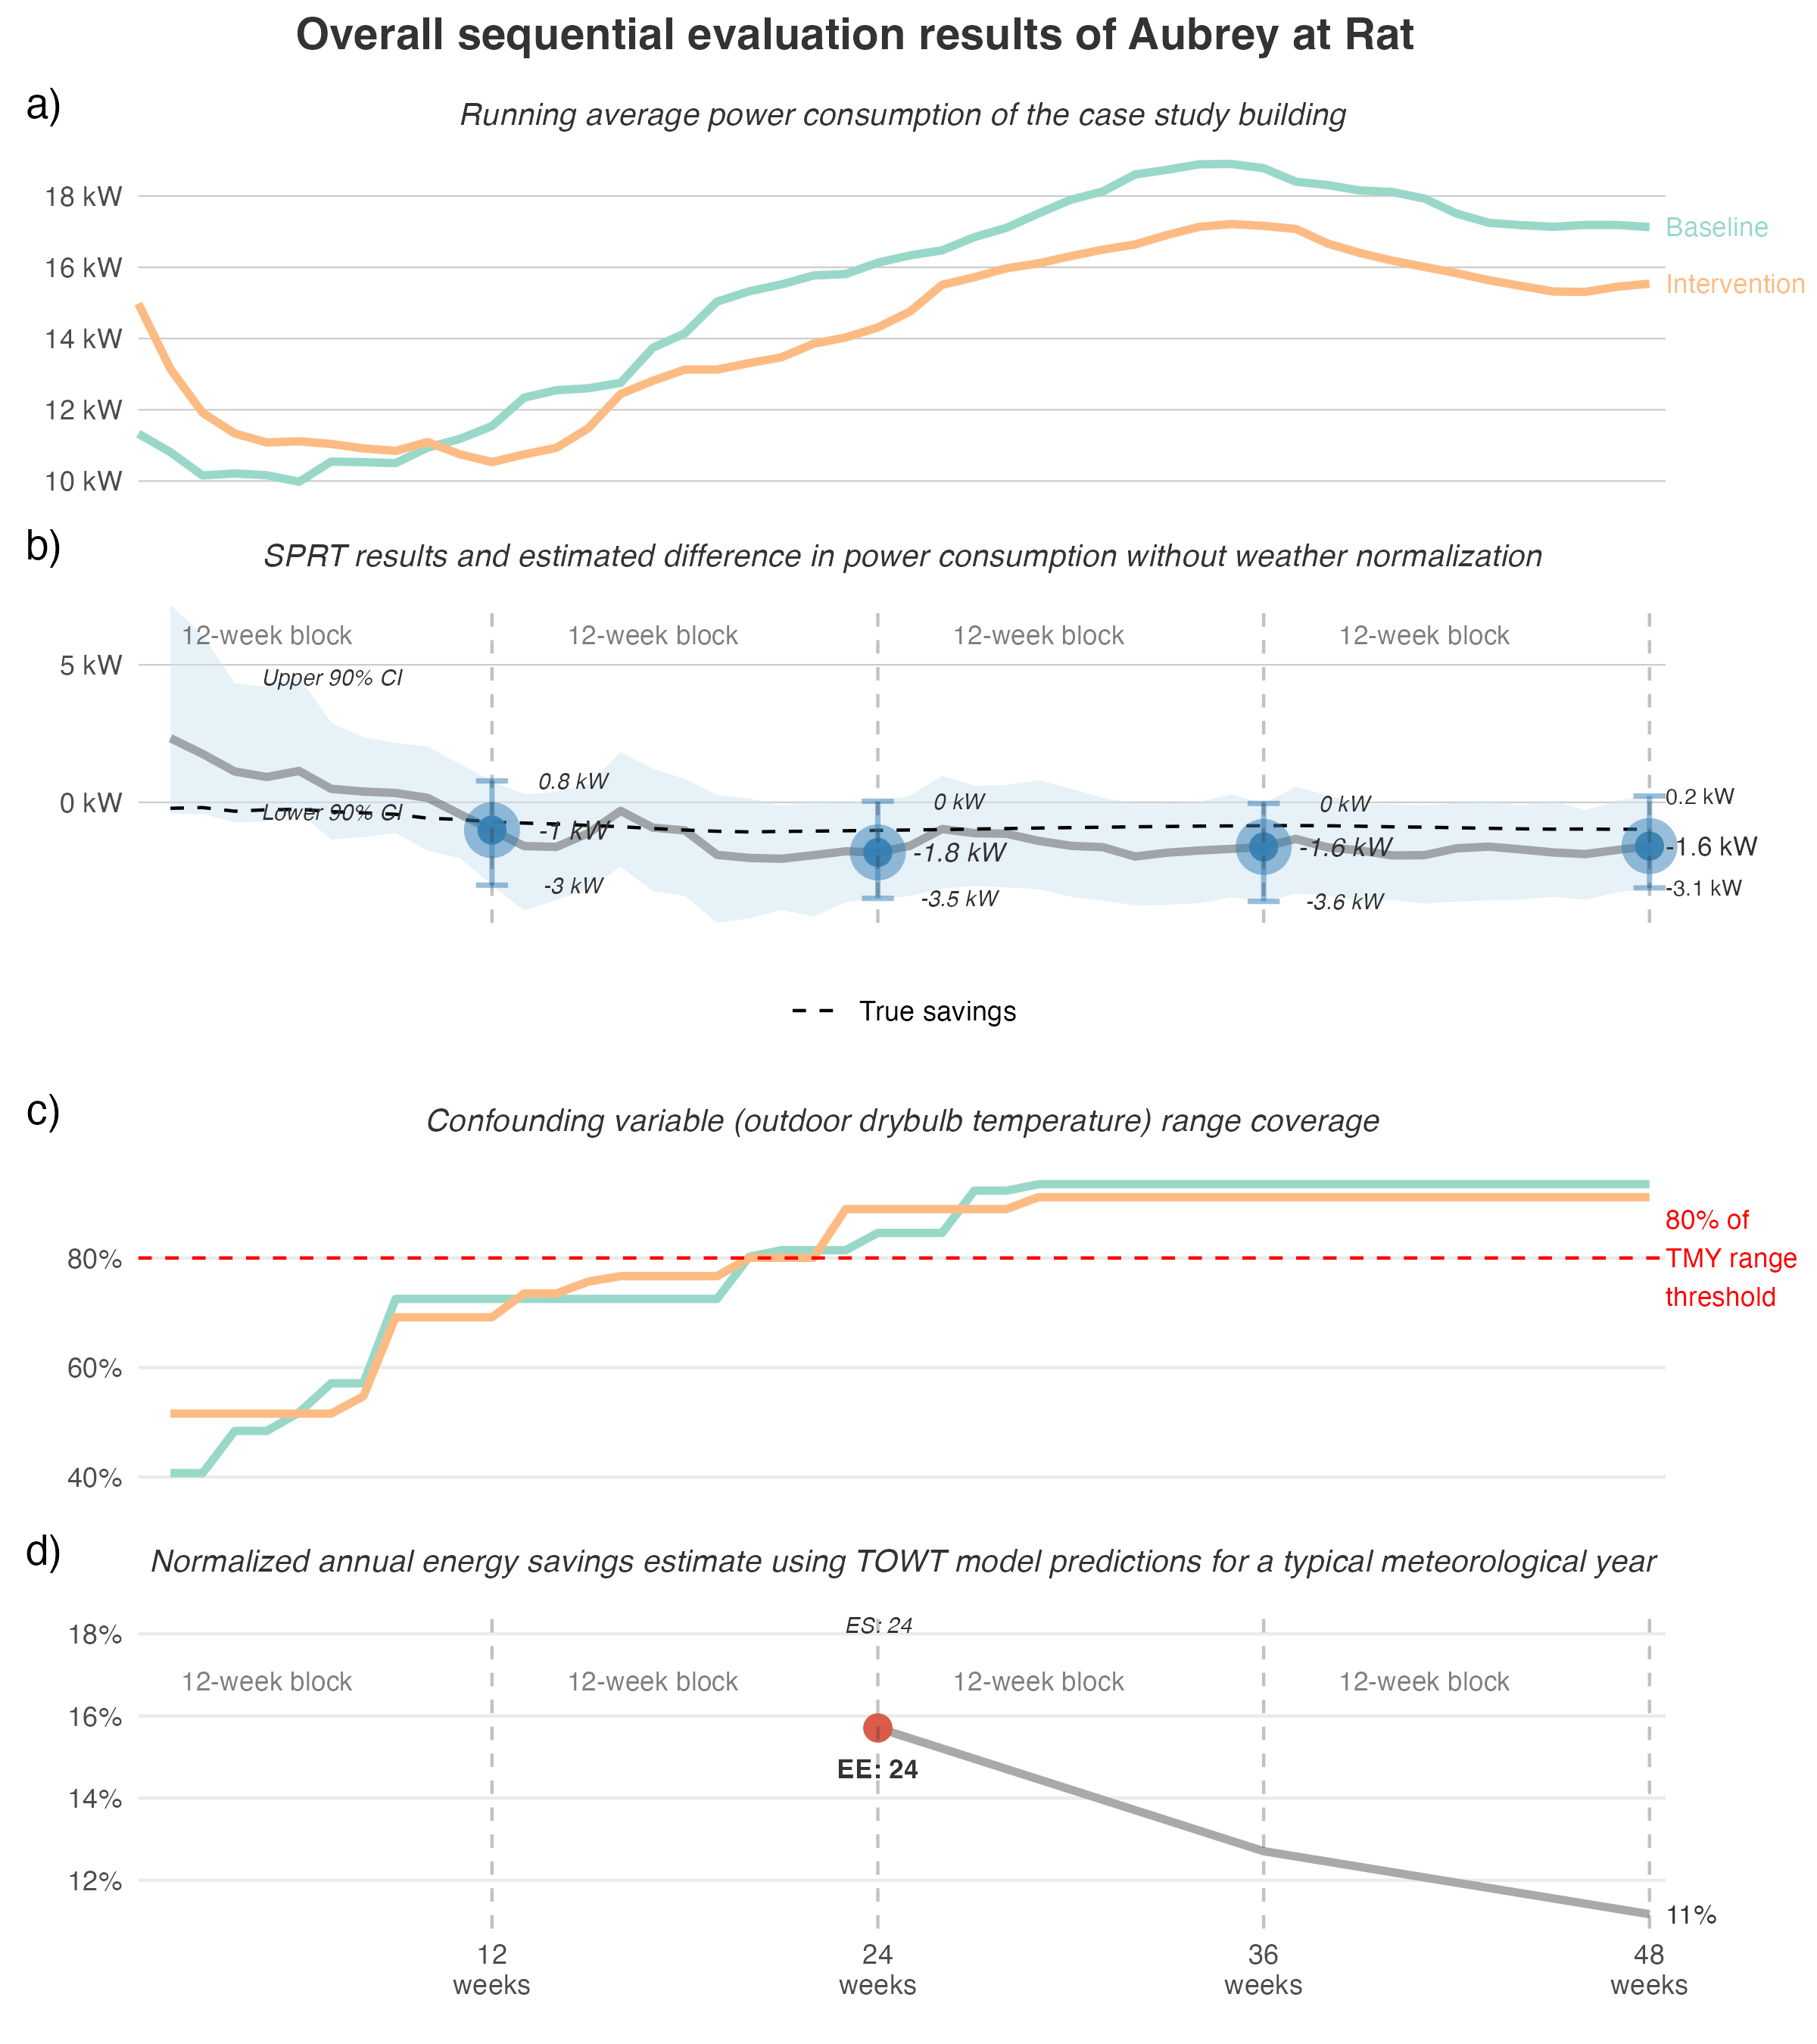 Overall sequential evaluation results of Aubrey at Rat
a)
Running average power consumption of the case study building
18 kW
16 kW
14 kW
12 kW
10 kW
Baseline
Intervention
b)
SPRT results and estimated difference in power consumption without weather normalization
12-week block
12-week block
12-week block
12-week block
5 kW
0 kW
Upper 90% CI
Lower 90% CI
0.8 kW
-1 kW
-3 kW
0 kW
-1.8 kW
-3.5 kW
0 kW
-1.6 kW
-3.6 kW
0.2 kW
-1.6 kW
-3.1 kW
True savings
c)
Confounding variable (outdoor drybulb temperature) range coverage
80%
60%
40%
80% of
TMY range
threshold
d)
Normalized annual energy savings estimate using TOWT model predictions for a typical meteorological year
18%
16%
14%
12%
ES: 24
12-week block
12-week block
12-week block
12-week block
EE: 24
11%
12
weeks
24
weeks
36
weeks
48
weeks